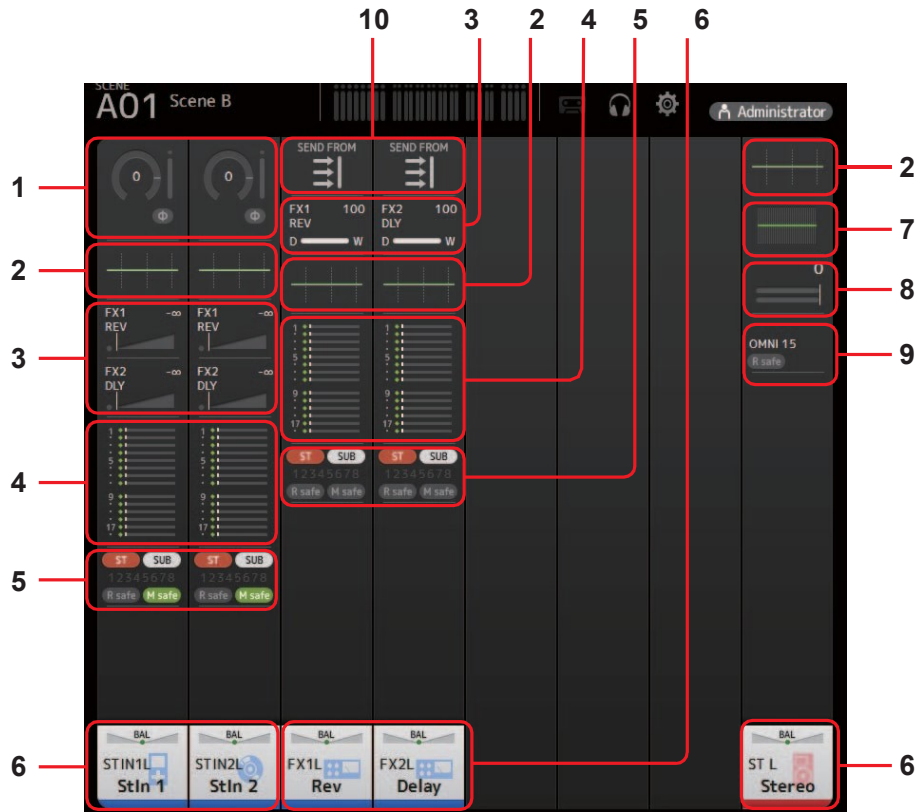 10 3 2 4 5 6
SCENE
A01 Scene B
Administrator
SEND FROM SEND FROM
1 0 0 2
Φ Φ
FX1 100 FX2 100 3
REV DLY
D W D W
7
2 2
0
8
FX1 -∞ FX1 -∞
REV REV
3
FX2 -∞ FX2 -∞
DLY DLY
1 1
5 5
9 9
17 17
4
OMNI 15
R safe
9
4
1 1
5 5
9 9
17 17
ST SUB ST SUB
12345678 12345678
R safe M safe R safe M safe
5
5
ST SUB ST SUB
12345678 12345678
R safe M safe R safe M safe
6
BAL BAL BAL BAL BAL
6 STIN1L STIN2L FX1L FX2L ST L 6
StIn 1 StIn 2 Rev Delay Stereo